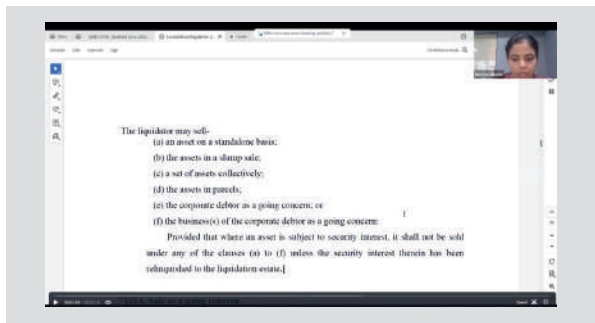 The liquidator may sell-
(a) an asset on a standalone basis;
(b) the assets in a slump sale;
(c) a set of assets collectively;
(d) the assets in parcels;
(e) the corporate debtor as a going concern; or
(f) the business(s) of the corporate debtor as a going concern:
Provided that where an asset is subject to security interest, it shall not be sold
under any of the clauses (a) to (f) unless the security interest therein has been
relinquished to the liquidation estate.]